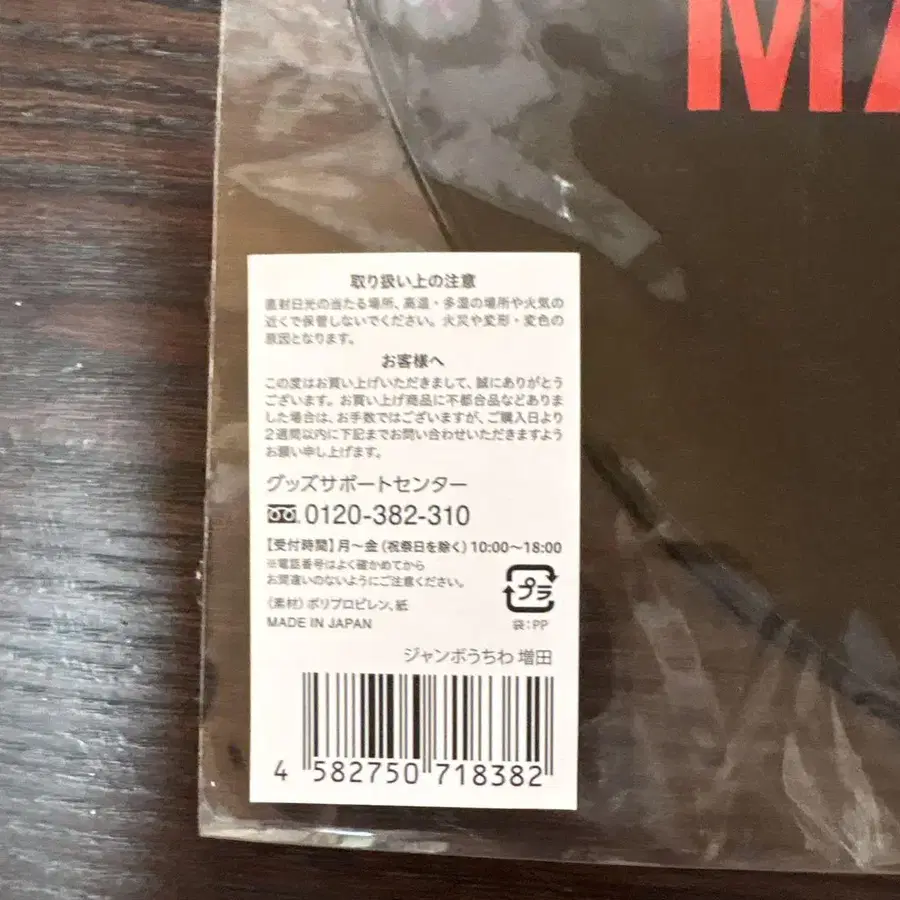 MA
取り扱い上の注意
直射日光の当たる場所、高温・多湿の場所や火気の
近くで保管しないでください。火災や変形・変色の
原因となります。
お客様へ
この度はお買い上げいただきまして、誠にありがとう
ございます。お買い上げ商品に不都合品などありま
した場合は、お手数ではございますが、ご購入日より
2週間以内に下記までお問い合わせいただきますよう
お願い申し上げます。
グッズサポートセンター
0120-382-310
【受付時間】月～金(祝祭日を除く)10:00～18:00
※電話番号はよく確かめてから
お間違いのないようにご注意ください。
《素材》ポリプロピレン、紙
MADE IN JAPAN
プラ
袋:PP
ジャンボうちわ 増田
4 582750 718382